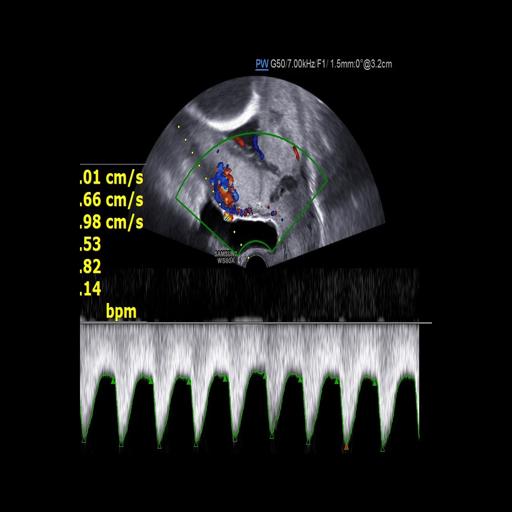 PW G50/7.00kHz/F1/ 1.5mm:0°@3.2cm
.01 cm/s
.66 cm/s
.98 cm/s
.53
.82
.14
bpm
SAMSUNG
WS80A